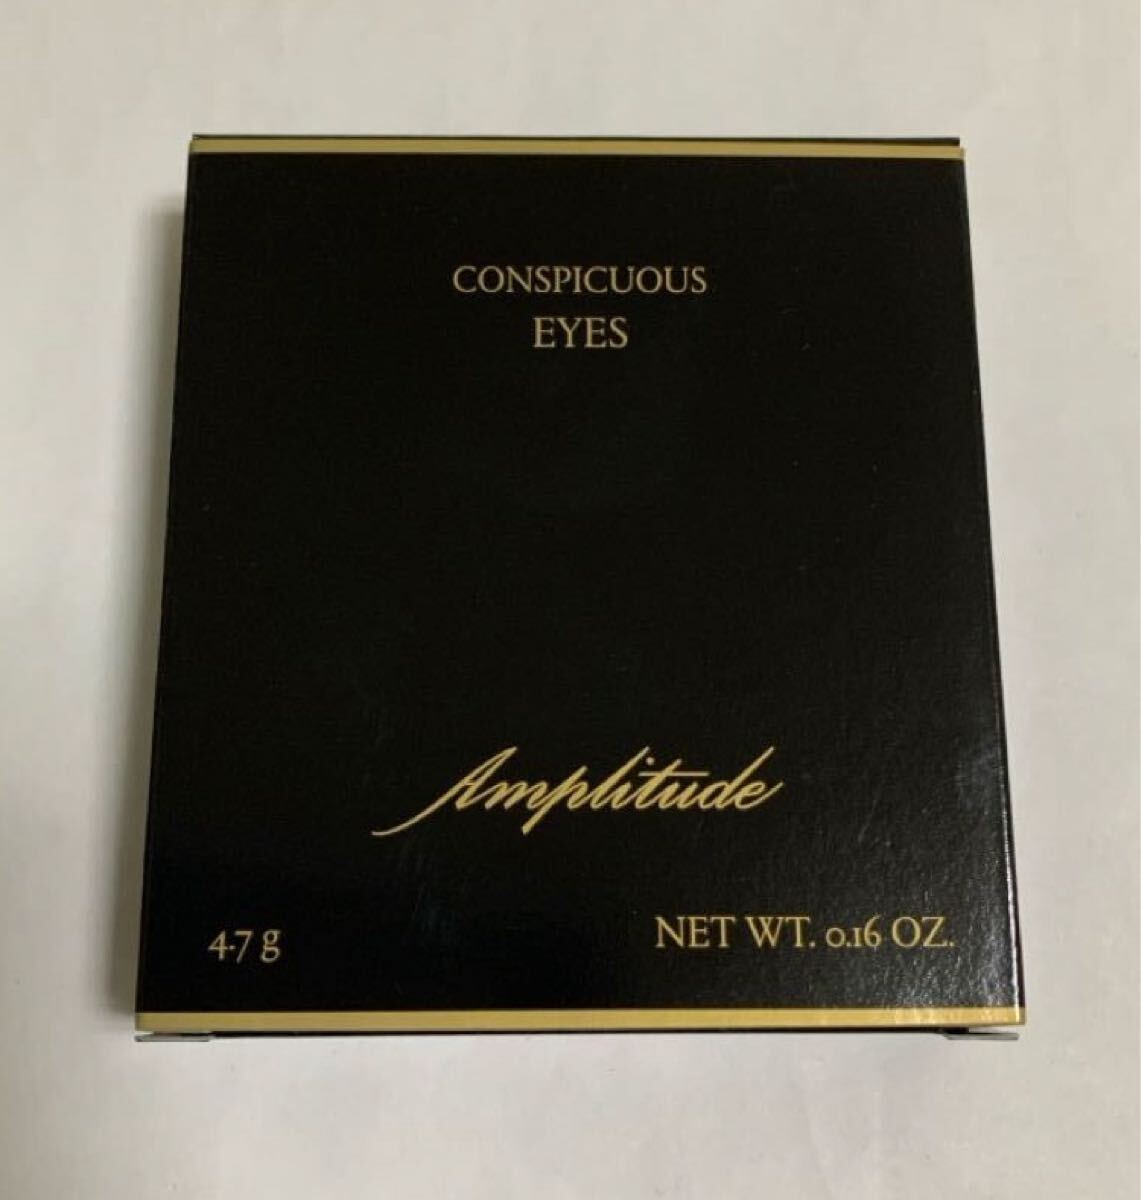 CONSPICUOUS
EYES
Amplitude
4.7 g NET WT. 0.16 OZ.